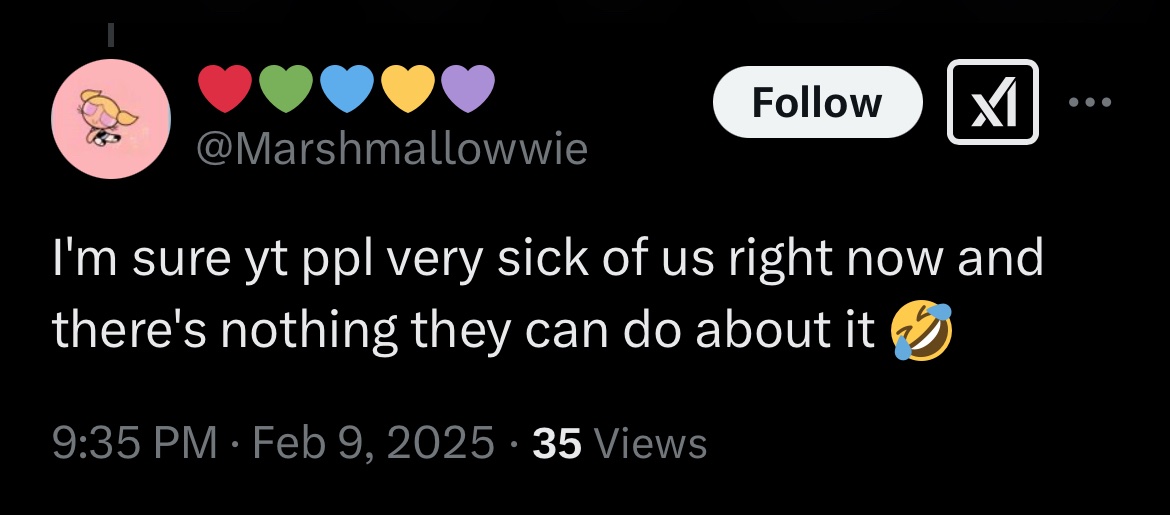 ❤️💚💙💛💜
Follow
@Marshmallowwie
I'm sure yt ppl very sick of us right now and
there's nothing they can do about it 🤣
9:35 PM · Feb 9, 2025 · 35 Views